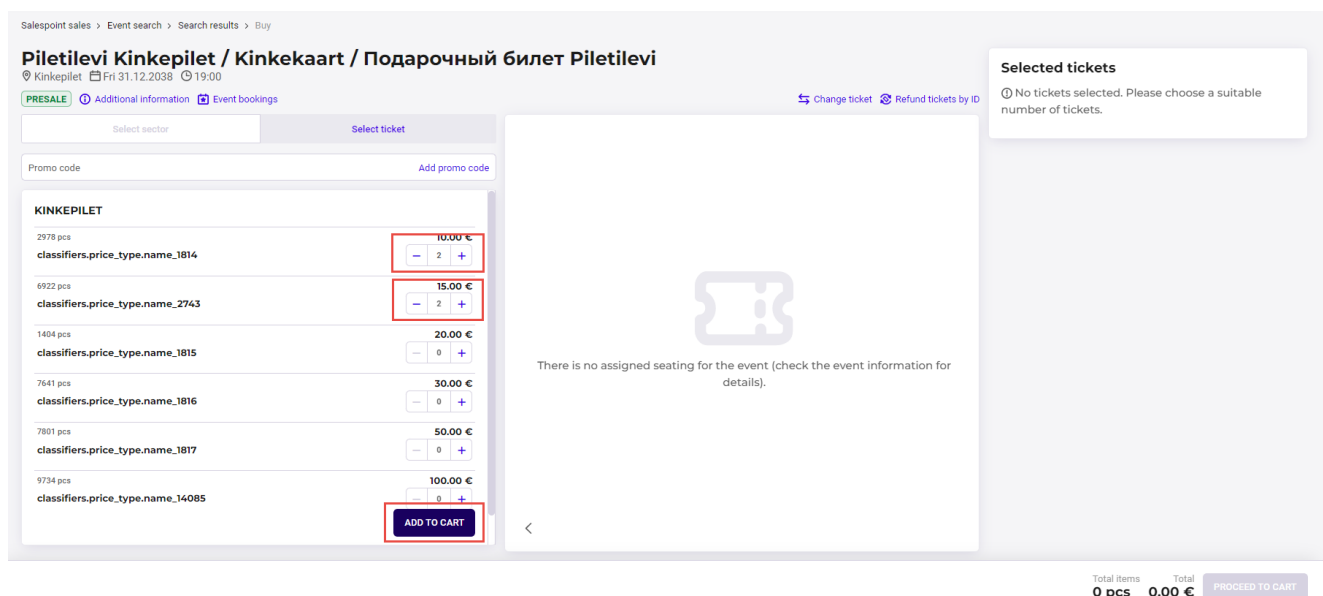 Salespoint sales > Event search > Search results > Buy
Piletilevi Kinkepilet / Kinkekaart / Подарочный билет Piletilevi
Kinkepilet Fri 31.12.2038 19:00
PRESALE Additional information Event bookings
Change ticket Refund tickets by ID
Select sector Select ticket
Promo code Add promo code
KINKEPILET
2978 pcs 10.00 €
classifiers.price_type.name_1814 − 2 +
6922 pcs 15.00 €
classifiers.price_type.name_2743 − 2 +
1404 pcs 20.00 €
classifiers.price_type.name_1815 − 0 +
7641 pcs 30.00 €
classifiers.price_type.name_1816 − 0 +
7801 pcs 50.00 €
classifiers.price_type.name_1817 − 0 +
9734 pcs 100.00 €
classifiers.price_type.name_14085 − 0 +
ADD TO CART
There is no assigned seating for the event (check the event information for
details).
Selected tickets
No tickets selected. Please choose a suitable
number of tickets.
Total items Total
0 pcs 0.00 €
PROCEED TO CART